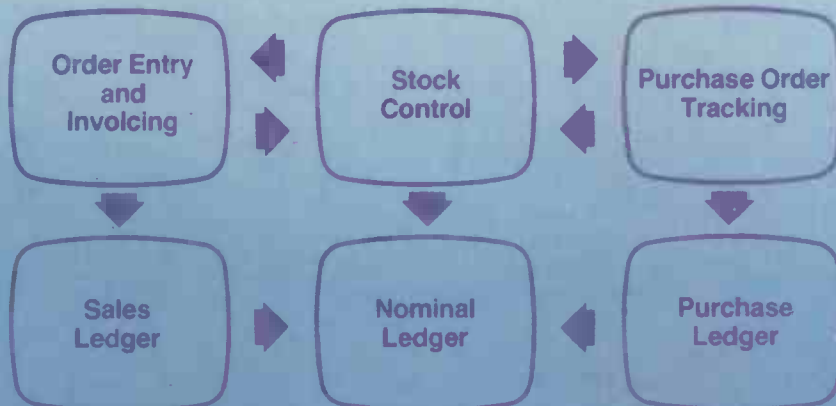 Order Entry
and
Involcing
Stock
Control
Purchase Order
Tracking
Sales
Ledger
Nominal
Ledger
Purchase
Ledger